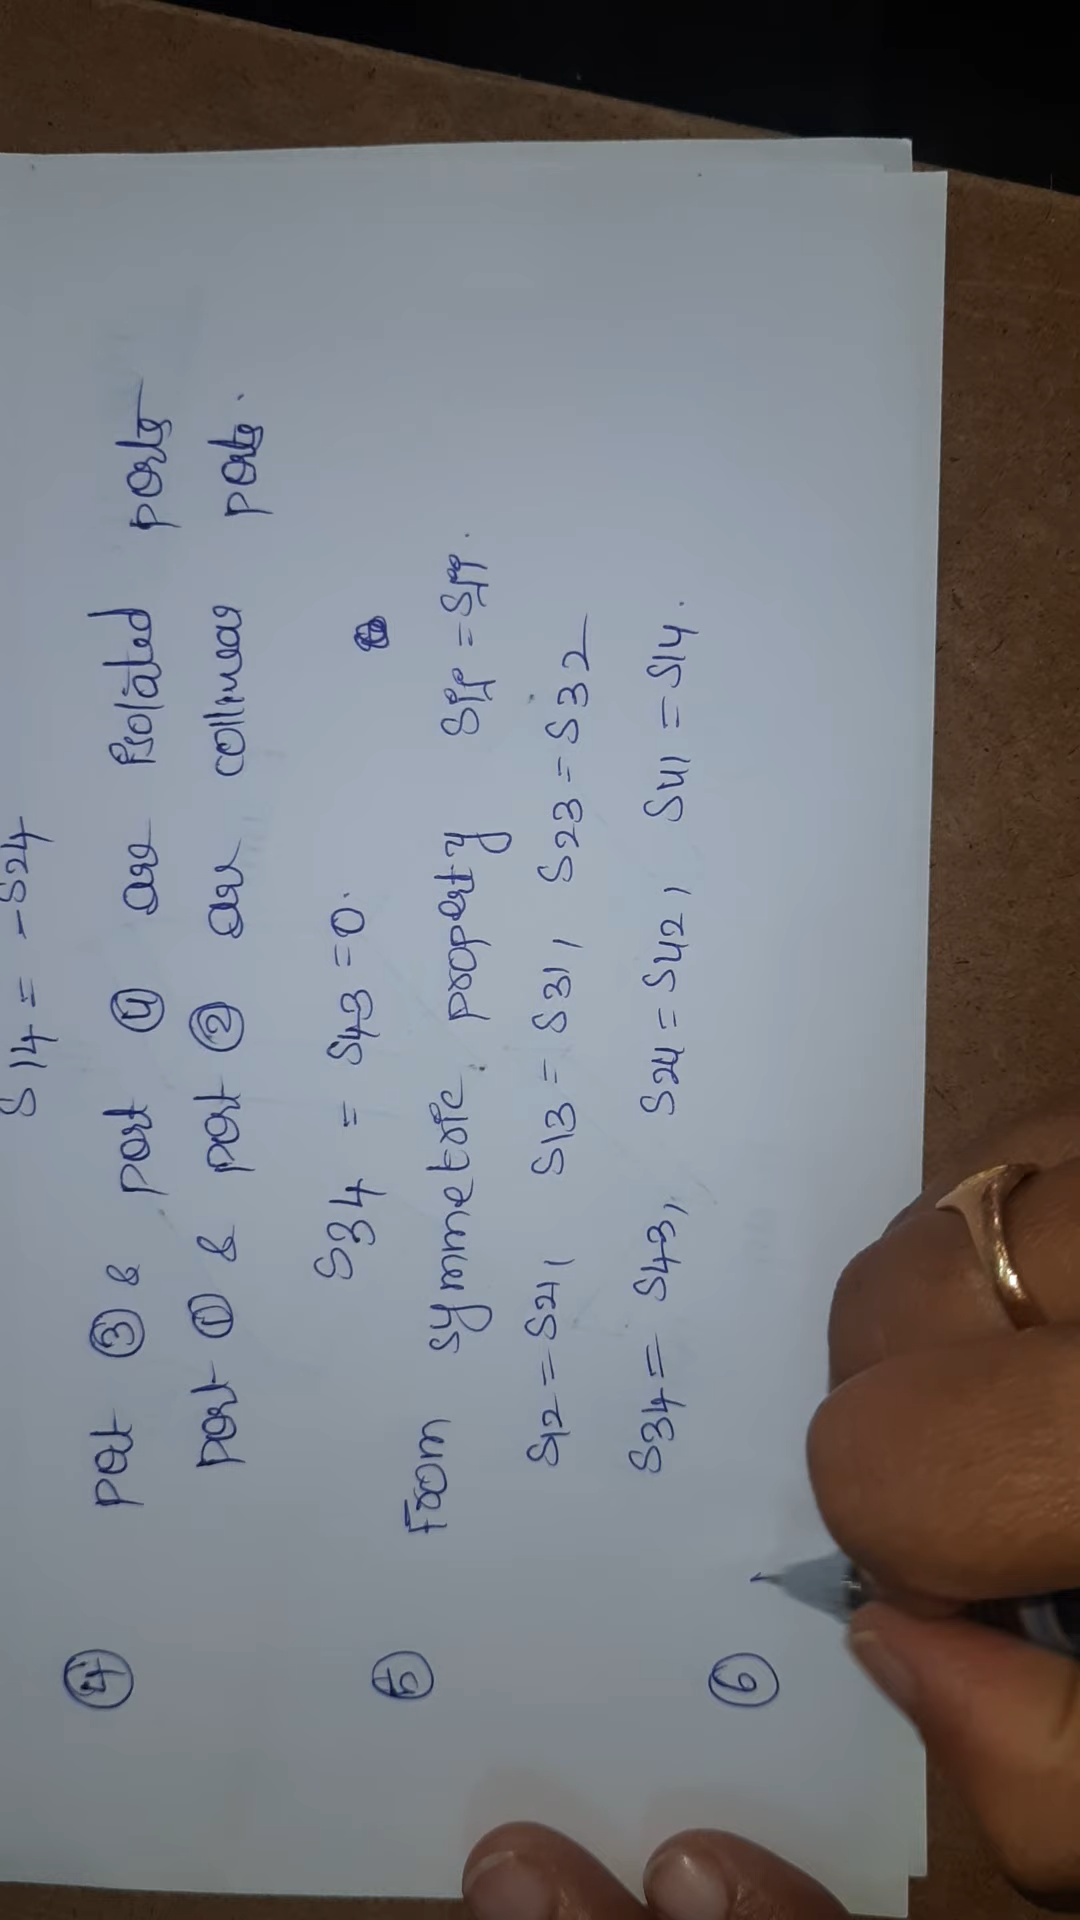 S14 = -S24
④ port ③ & port ④ are isolated ports
port ① & port ② are collinear ports.
S34 = S43 = 0.
⑤ From symmetric property Sij = Sji.
S12 = S21, S13 = S31, S23 = S32
S34 = S43, S24 = S42, S41 = S14.
⑥